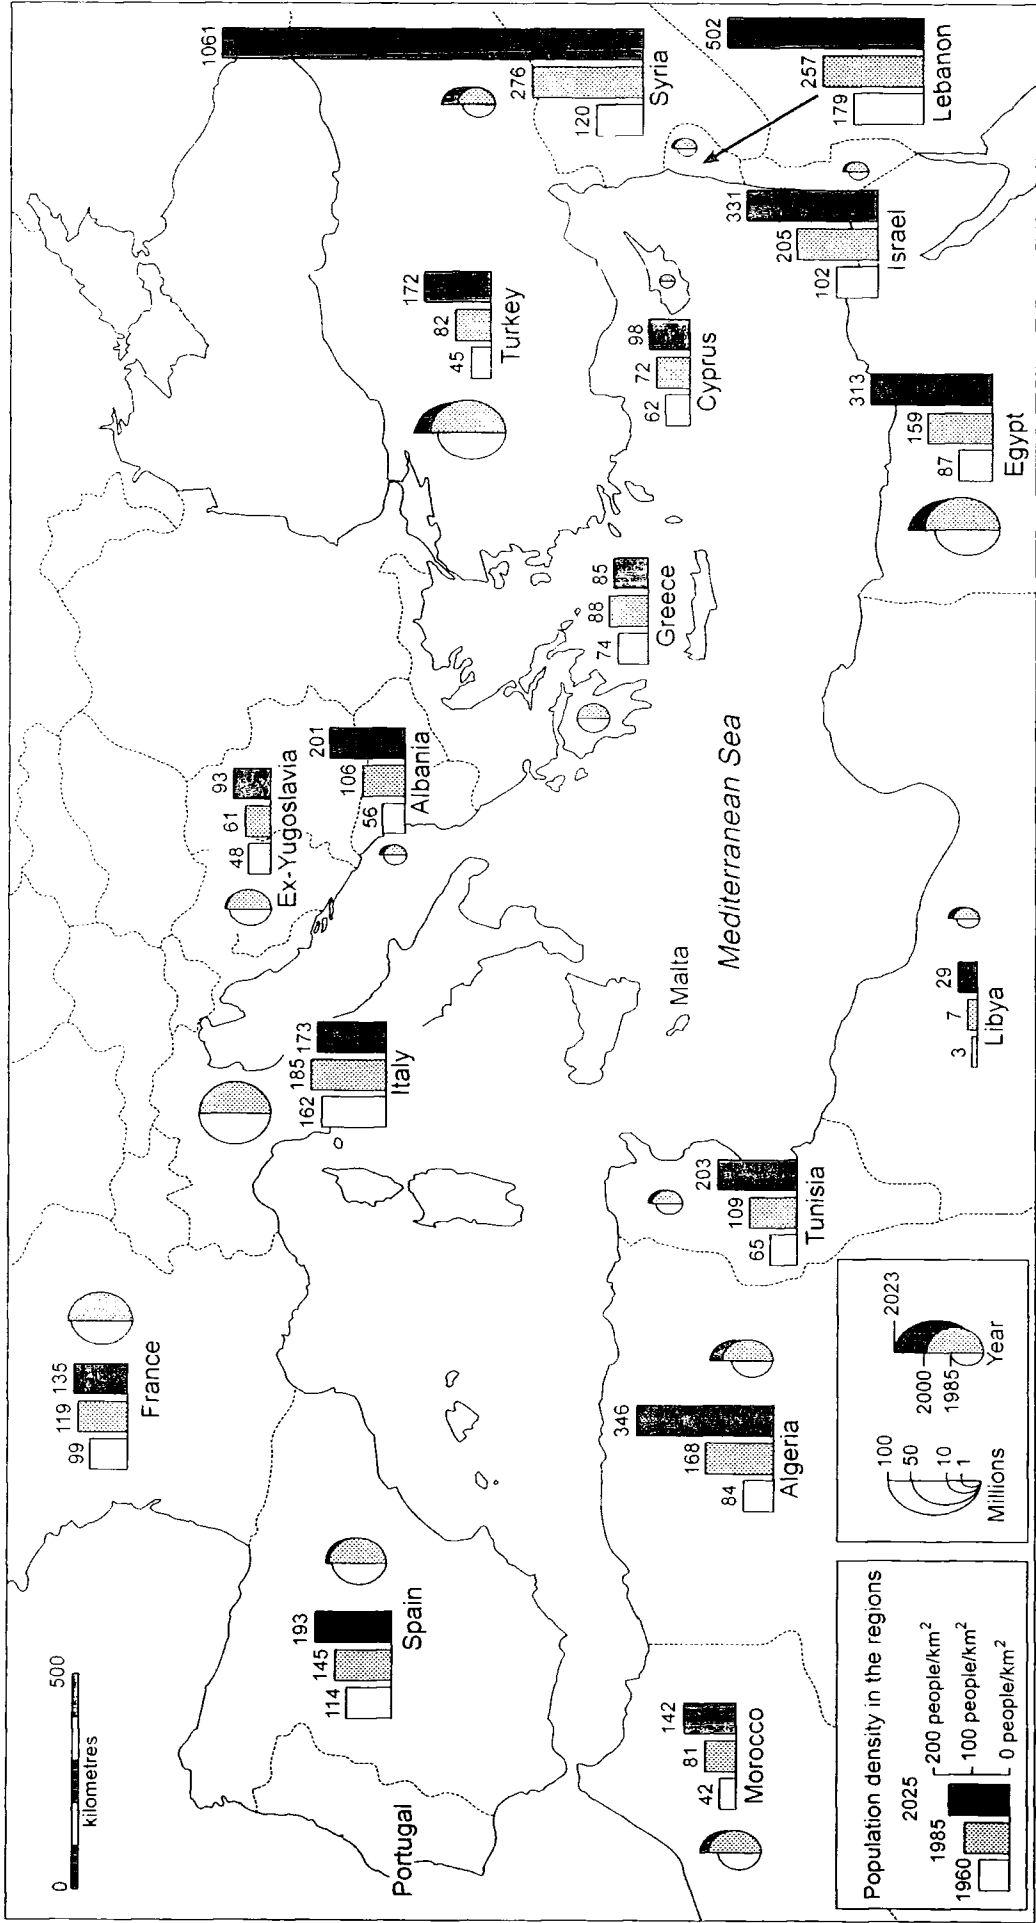 0 500
kilometres
Portugal
114 145 193
Spain
99 119 135
France
162 185 173
Italy
48 61 93
Ex-Yugoslavia
56 106 201
Albania
74 88 85
Greece
45 82 172
Turkey
62 72 98
Cyprus
120 276 1061
Syria
179 257 502
Lebanon
102 205 331
Israel
87 159 313
Egypt
3 7 29
Libya
65 109 203
Tunisia
84 168 346
Algeria
42 81 142
Morocco
Malta
Mediterranean Sea
Population density in the regions
1960 1985 2025
200 people/km²
100 people/km²
0 people/km²
100
50
10
1
Millions
2023
2000
1985
Year